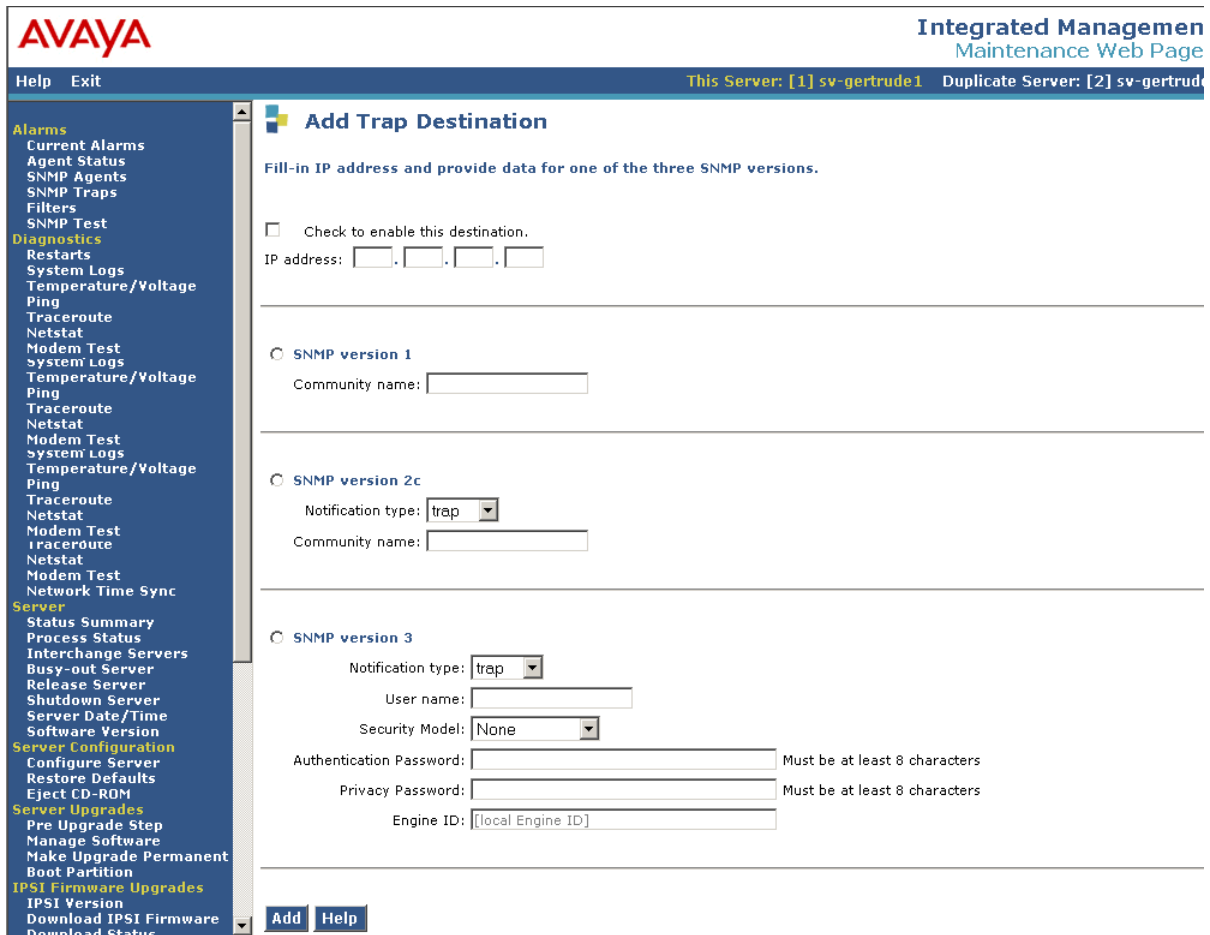 AVAYA
Integrated Managemen
Maintenance Web Page
Help Exit
This Server: [1] sv-gertrude1 Duplicate Server: [2] sv-gertrud
Alarms
Current Alarms
Agent Status
SNMP Agents
SNMP Traps
Filters
SNMP Test
Diagnostics
Restarts
System Logs
Temperature/Voltage
Ping
Traceroute
Netstat
Modem Test
System Logs
Temperature/Voltage
Ping
Traceroute
Netstat
Modem Test
System Logs
Temperature/Voltage
Ping
Traceroute
Netstat
Modem Test
Traceroute
Netstat
Modem Test
Network Time Sync
Server
Status Summary
Process Status
Interchange Servers
Busy-out Server
Release Server
Shutdown Server
Server Date/Time
Software Version
Server Configuration
Configure Server
Restore Defaults
Eject CD-ROM
Server Upgrades
Pre Upgrade Step
Manage Software
Make Upgrade Permanent
Boot Partition
IPSI Firmware Upgrades
IPSI Version
Download IPSI Firmware
Download Status
Add Trap Destination
Fill-in IP address and provide data for one of the three SNMP versions.
Check to enable this destination.
IP address: . . .
SNMP version 1
Community name:
SNMP version 2c
Notification type: trap
Community name:
SNMP version 3
Notification type: trap
User name:
Security Model: None
Authentication Password: Must be at least 8 characters
Privacy Password: Must be at least 8 characters
Engine ID: [local Engine ID]
Add Help